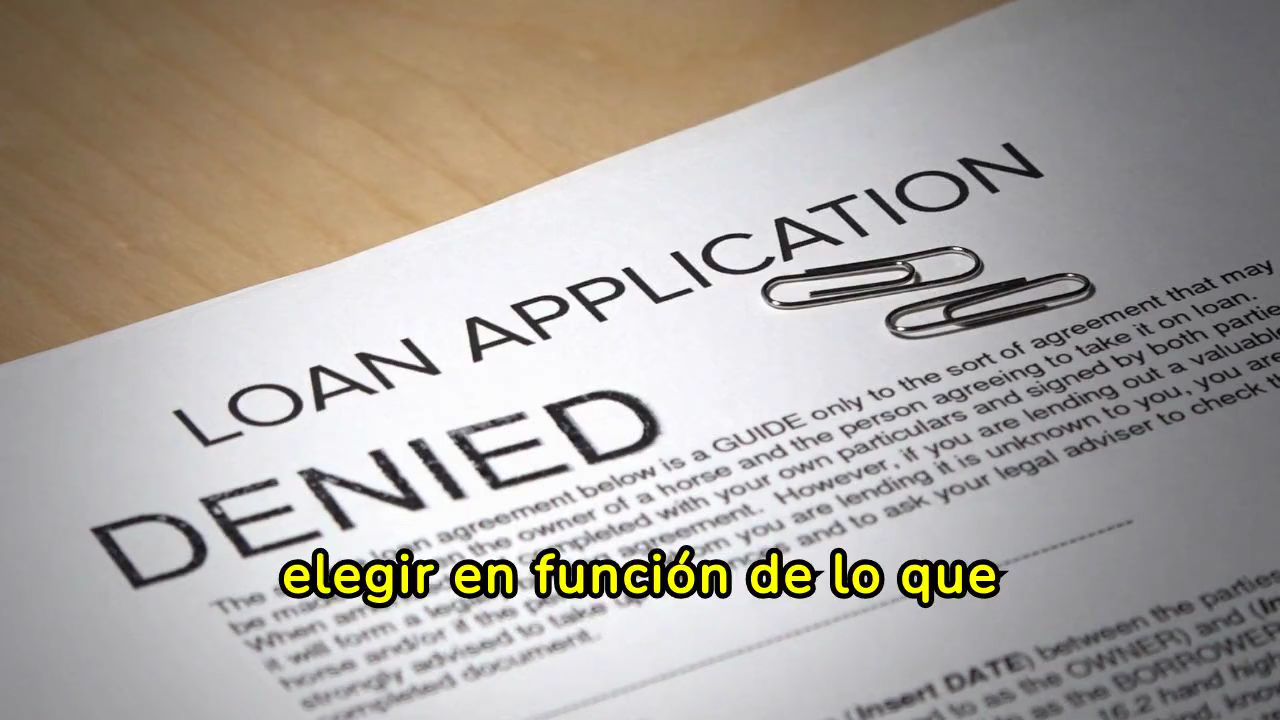 LOAN APPLICATION
DENIED
The loan agreement below is a GUIDE only to the sort of agreement that may
be made the owner of a horse and the person agreeing to take it on loan.
When completed with your own particulars and signed by both parties
it will form a legal agreement. However, if you are lending out a valuable
horse and/or if the you are lending it is unknown to you, you are
strongly advised to take and to ask your legal adviser to check the
completed document.
(Insert DATE) between the parties
to as the OWNER) and (
as the BORROWER
16.2 hand high
elegir en función de lo que